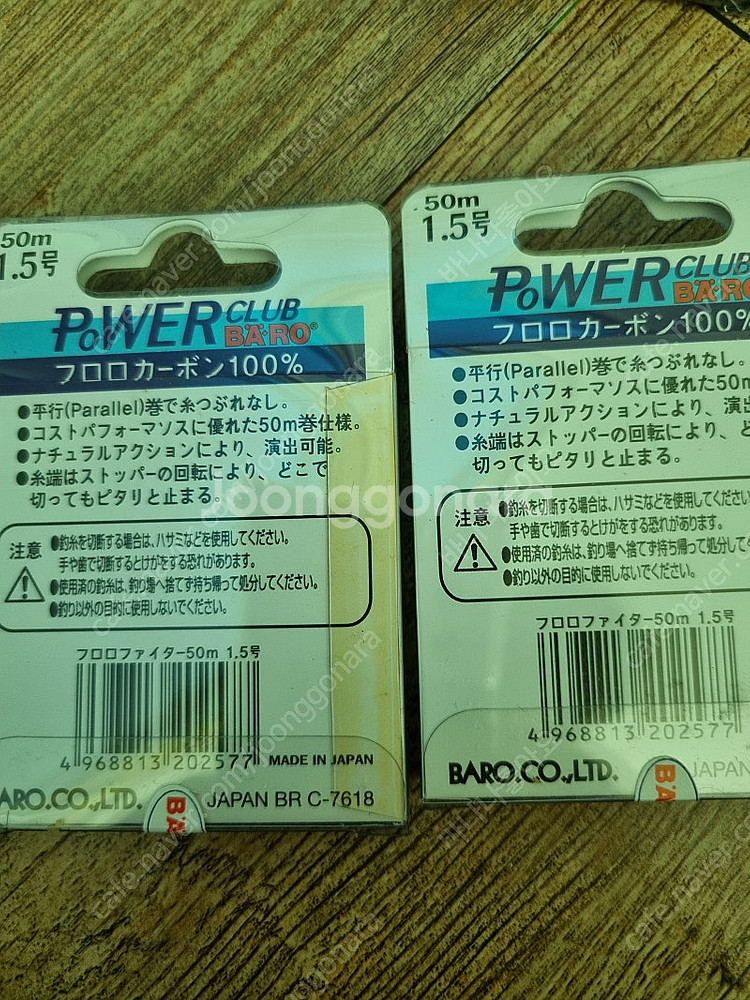 50m
1.5号
POWER CLUB
BÄ·RO®
フロロカーボン100%
●平行(Parallel)巻で糸つぶれなし。
●コストパフォーマソスに優れた50m巻仕様。
●ナチュラルアクションにより、演出可能。
●糸端はストッパーの回転により、どこで
切ってもピタリと止まる。
注意
●釣糸を切断する場合は、ハサミなどを使用してください。
手や歯で切断するとけがをする恐れがあります。
●使用済の釣糸は、釣り場へ捨てず持ち帰って処分してください。
●釣り以外の目的に使用しないでください。
フロロファイター50m 1.5号
4 968813 202577
MADE IN JAPAN
ARO.CO.,LTD.
BÄ
JAPAN BR C-7618
50m
1.5号
POWER CLUB
BÄ·RO
フロロカーボン100%
●平行(Parallel)巻で糸つぶれなし。
●コストパフォーマソスに優れた50m
●ナチュラルアクションにより、演出
●糸端はストッパーの回転により、ど
切ってもピタリと止まる。
注意
●釣糸を切断する場合は、ハサミなどを使用してください
手や歯で切断するとけがをする恐れがあります。
●使用済の釣糸は、釣り場へ捨てず持ち帰って処分してく
●釣り以外の目的に使用しないでください。
フロロファイター50m 1.5号
4 968813 202577
BARO.CO.,LTD.
BÄ
JAPAN
joonggonara
cafe.naver.com/joonggonara